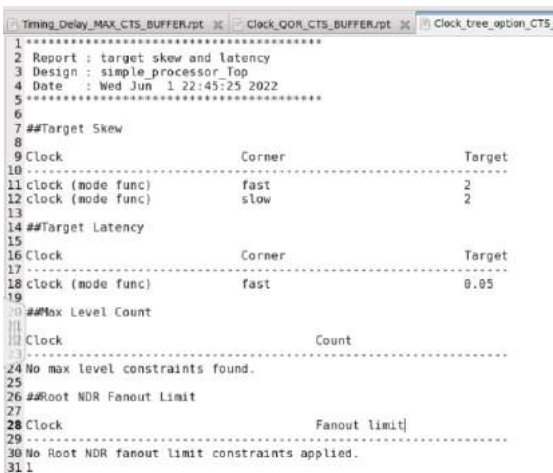 Timing_Delay_MAX_CTS_BUFFER.rpt Clock_QOR_CTS_BUFFER.rpt Clock_tree_option_CTS_
1 ****************************************
2 Report : target skew and latency
3 Design : simple_processor_Top
4 Date : Wed Jun 1 22:45:25 2022
5 ****************************************
6
7 ##Target Skew
8
9 Clock Corner Target
10 ----------------------------------------------------------------
11 clock (mode func) fast 2
12 clock (mode func) slow 2
13
14 ##Target Latency
15
16 Clock Corner Target
17 ----------------------------------------------------------------
18 clock (mode func) fast 0.05
19
20 ##Max Level Count
21
22 Clock Count
23 ----------------------------------------------------------------
24 No max level constraints found.
25
26 ##Root NDR Fanout Limit
27
28 Clock Fanout limit
29 ----------------------------------------------------------------
30 No Root NDR fanout limit constraints applied.
31 1